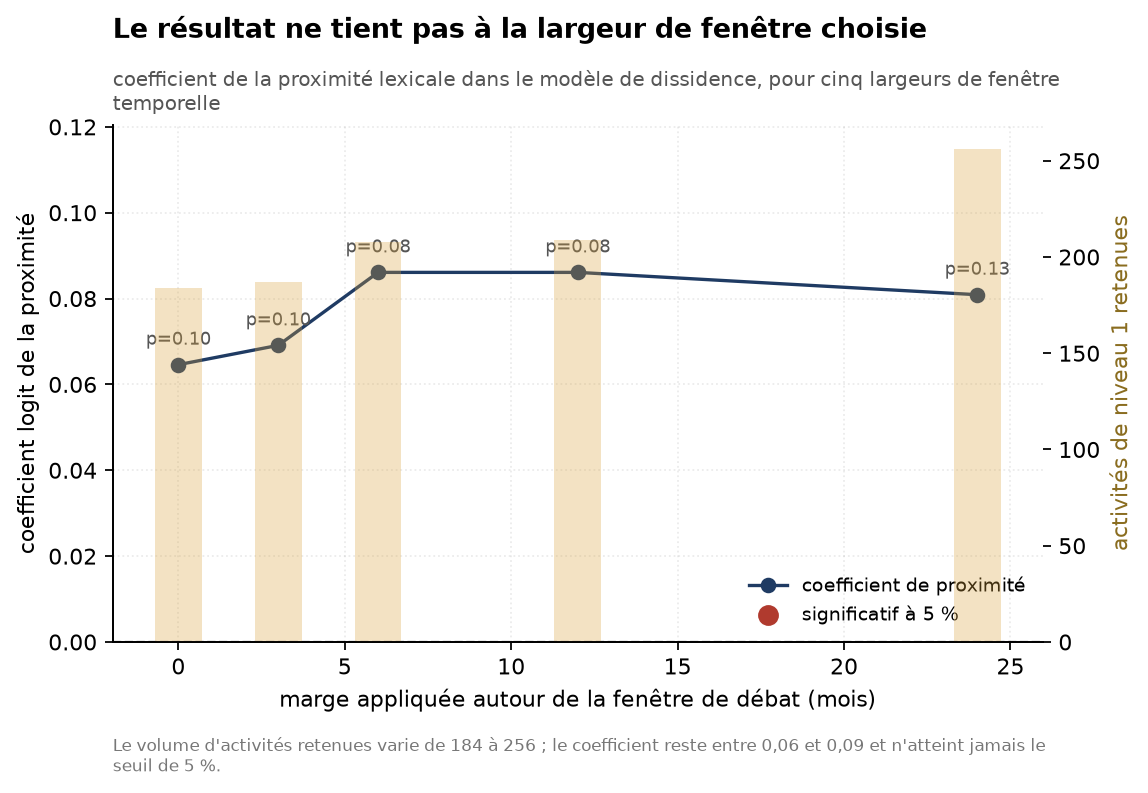 Le résultat ne tient pas à la largeur de fenêtre choisie
coefficient de la proximité lexicale dans le modèle de dissidence, pour cinq largeurs de fenêtre
temporelle
coefficient logit de la proximité
0.12
0.10
0.08
0.06
0.04
0.02
0.00
p=0.10
p=0.10
p=0.08
p=0.08
p=0.13
250
200
150
100
50
0
activités de niveau 1 retenues
coefficient de proximité
significatif à 5 %
0
5
10
15
20
25
marge appliquée autour de la fenêtre de débat (mois)
Le volume d'activités retenues varie de 184 à 256 ; le coefficient reste entre 0,06 et 0,09 et n'atteint jamais le
seuil de 5 %.